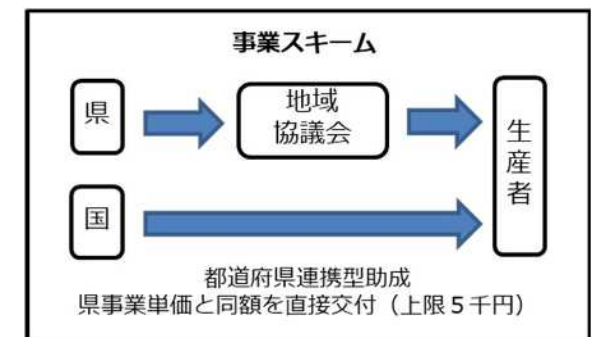 事業スキーム
県
地域
協議会
生産者
国
都道府県連携型助成
県事業単価と同額を直接交付（上限５千円）